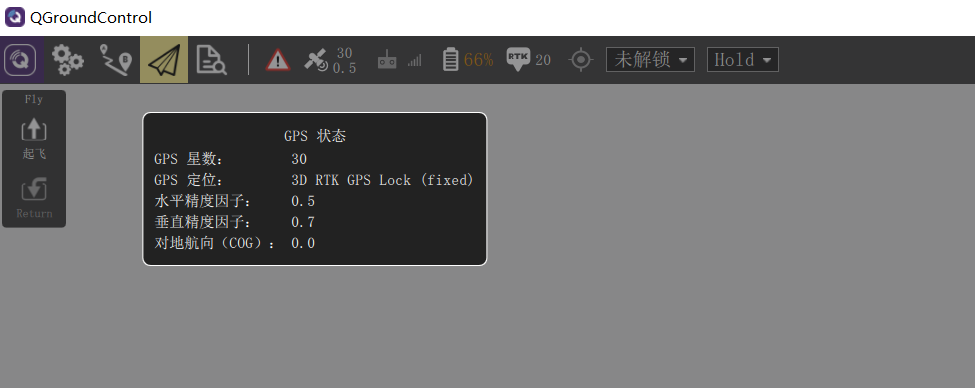 QGroundControl
30
0.5
66%
RTK
20
未解锁
Hold
Fly
起飞
Return
GPS 状态
GPS 星数: 30
GPS 定位: 3D RTK GPS Lock (fixed)
水平精度因子: 0.5
垂直精度因子: 0.7
对地航向（COG）: 0.0